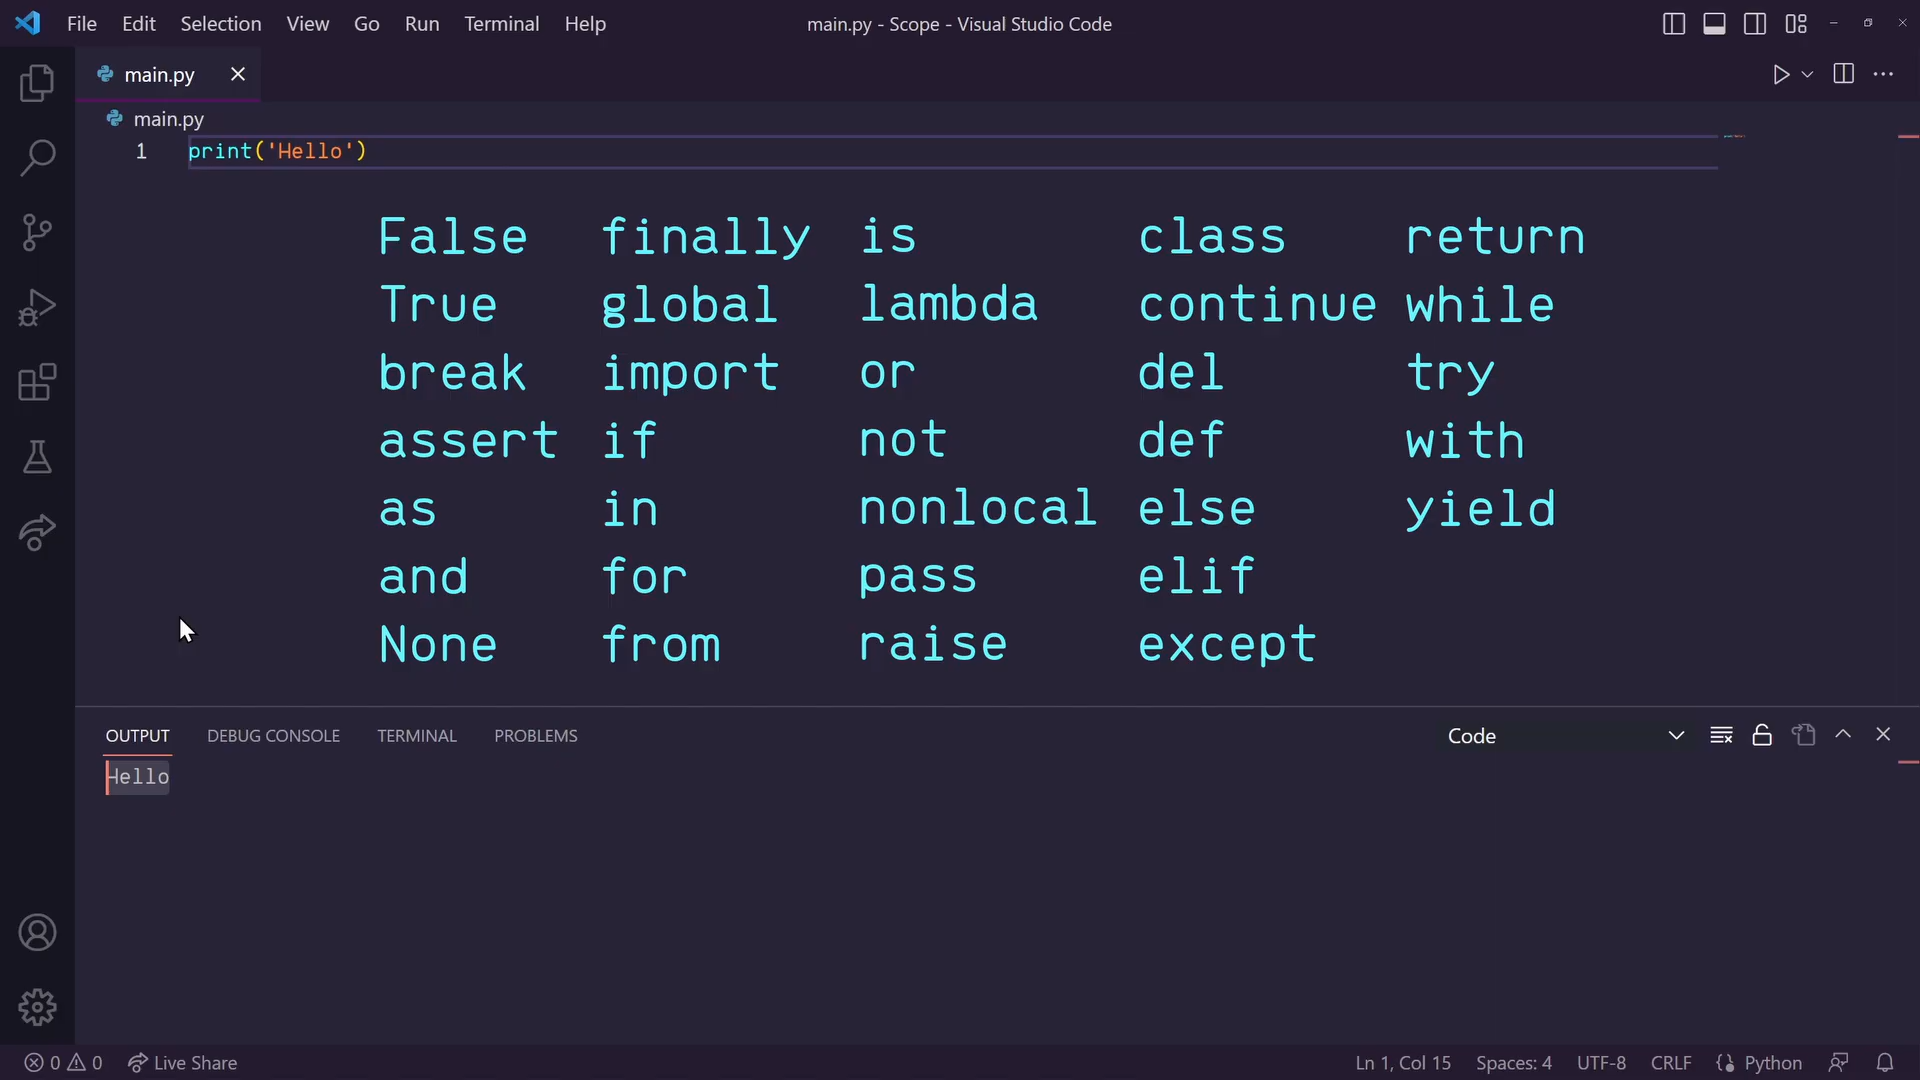 File Edit Selection View Go Run Terminal Help main.py - Scope - Visual Studio Code
main.py
main.py
1 print('Hello')
False finally is class return
True global lambda continue while
break import or del try
assert if not def with
as in nonlocal else yield
and for pass elif
None from raise except
OUTPUT DEBUG CONSOLE TERMINAL PROBLEMS Code
Hello
0 0 Live Share Ln 1, Col 15 Spaces: 4 UTF-8 CRLF Python